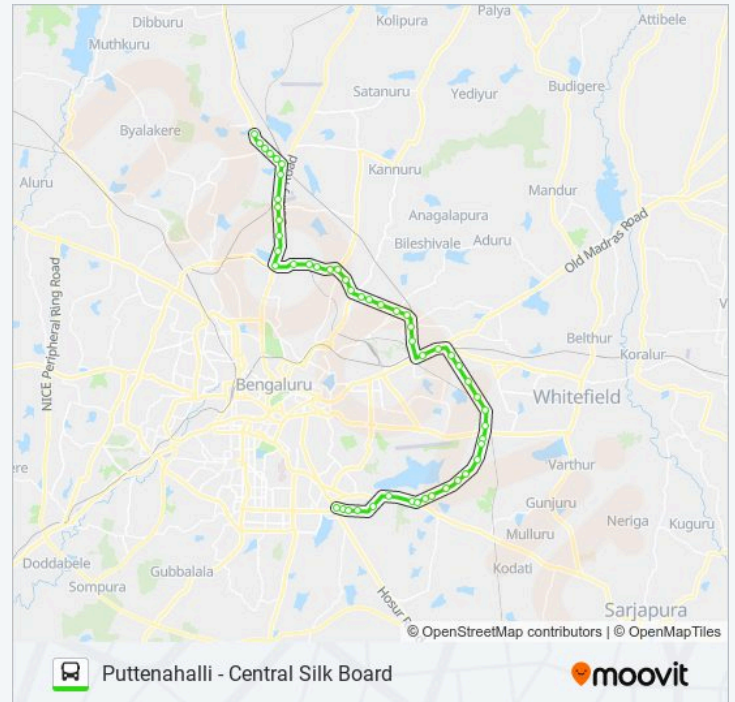 Dibburu
Muthkuru
Kolipura
Palya
Attibele
Byalakere
Satanuru
Yediyur
Budigere
Aluru
Road
Kannuru
Mandur
Anagalapura
Bileshivale
Aduru
Old Madras Road
NICE Peripheral Ring Road
Belthur
Koralur
Bengaluru
Whitefield
Varthur
Gunjuru
Neriga
Kuguru
Mulluru
Kodati
Doddabele
Sompura
Gubbalala
Hosur
Sarjapura
© OpenStreetMap contributors | © OpenMapTiles
Puttenahalli - Central Silk Board
moovit